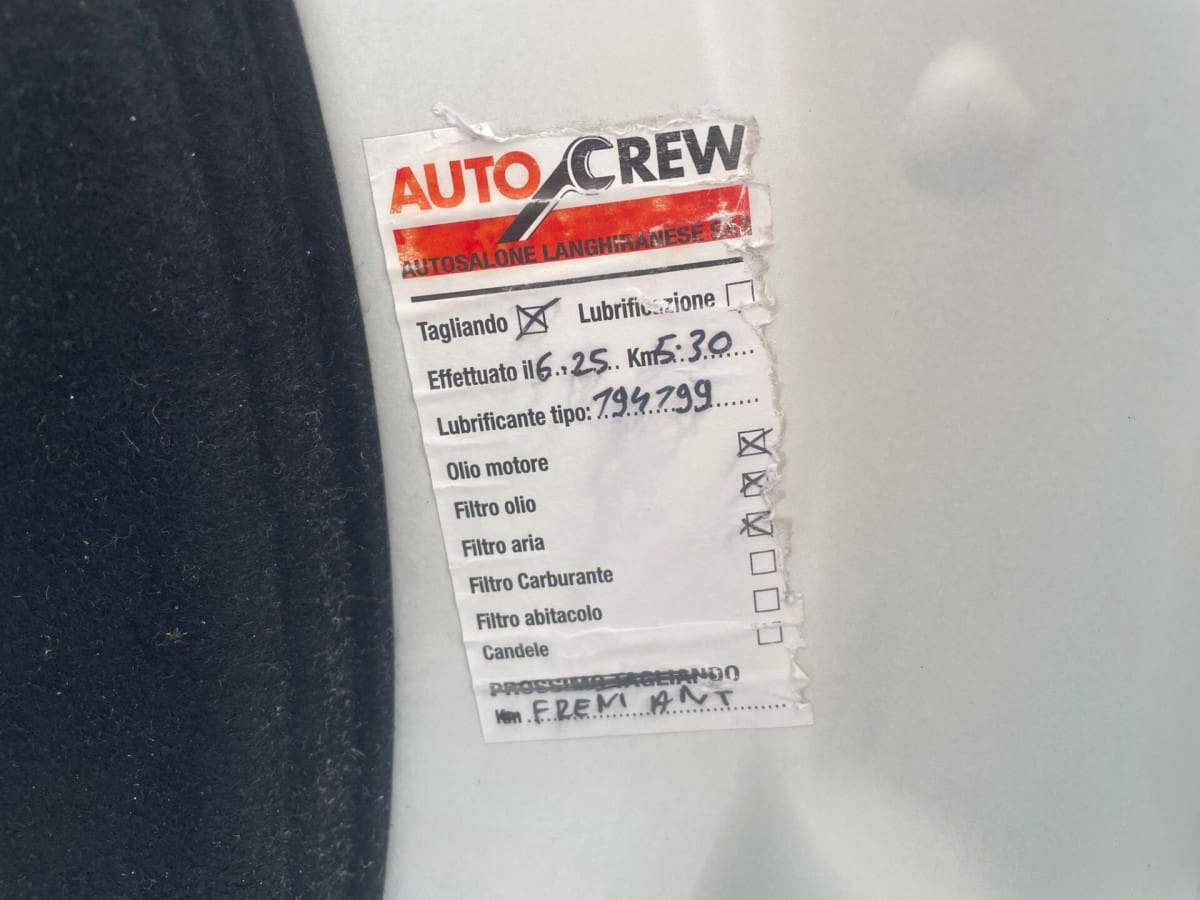 AUTO CREW
AUTOSALONE LANGHIRANESE
Tagliando Lubrificazione
Effettuato il 6.25 Km 5.30
Lubrificante tipo: 194199
Olio motore
Filtro olio
Filtro aria
Filtro Carburante
Filtro abitacolo
Candele
PROSSIMO TAGLIANDO
Km FRENI ANT